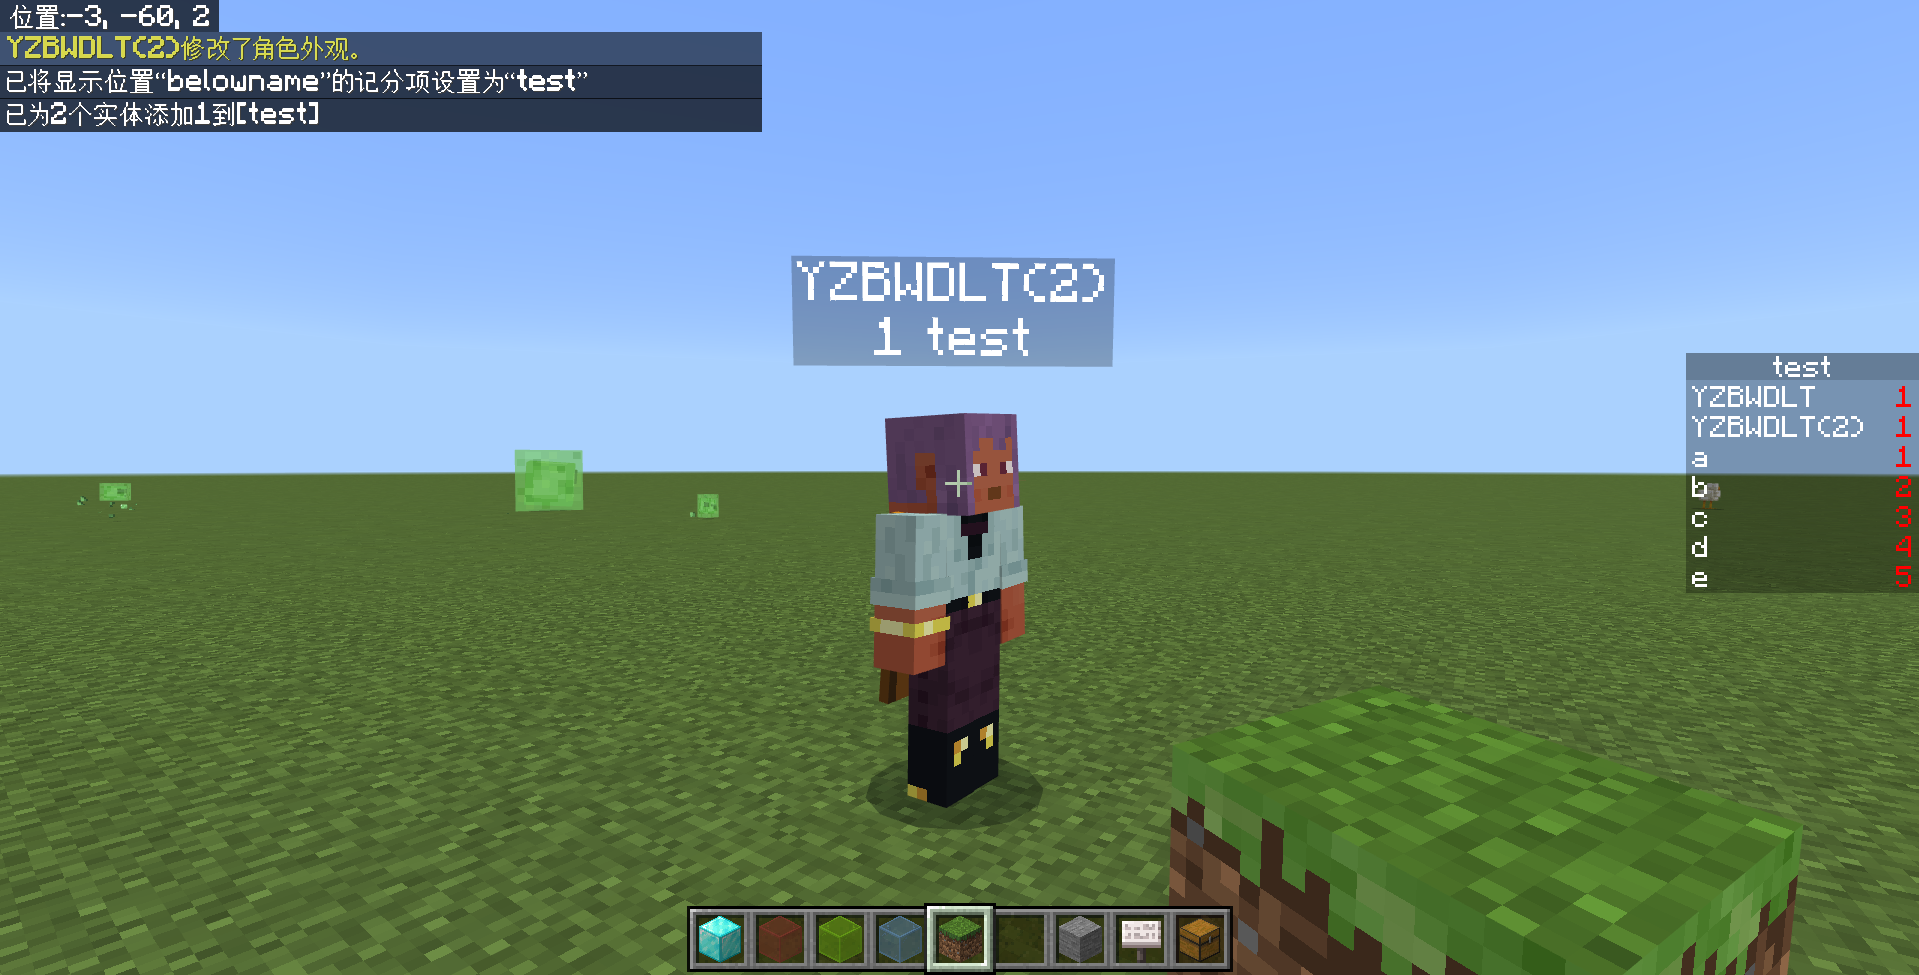 位置:-3, -60, 2
YZBWDLT(2)修改了角色外观。
已将显示位置“belowname”的记分项设置为“test”
已为2个实体添加1到[test]
YZBWDLT(2)
1 test
test
YZBWDLT 1
YZBWDLT(2) 1
a 1
b 2
c 3
d 4
e 5